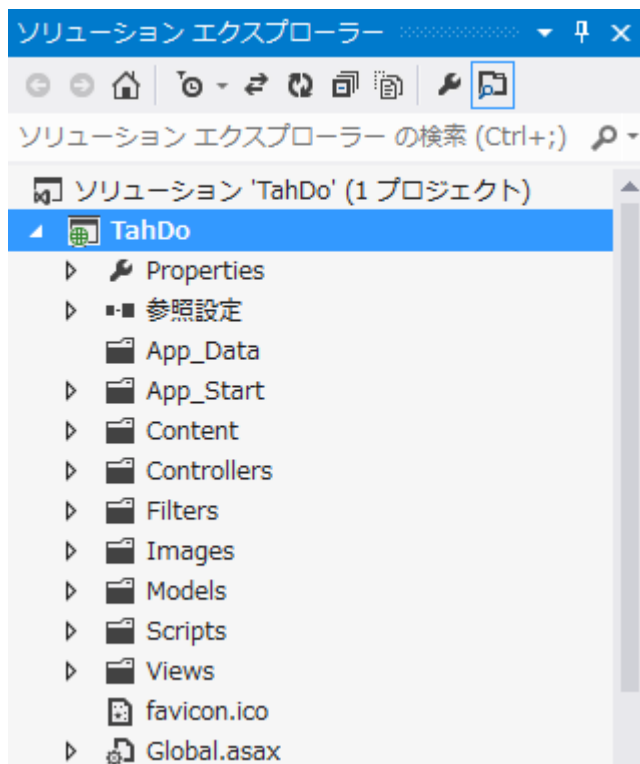 ソリューション エクスプローラー
ソリューション エクスプローラー の検索 (Ctrl+;)
ソリューション 'TahDo' (1 プロジェクト)
TahDo
Properties
参照設定
App_Data
App_Start
Content
Controllers
Filters
Images
Models
Scripts
Views
favicon.ico
Global.asax